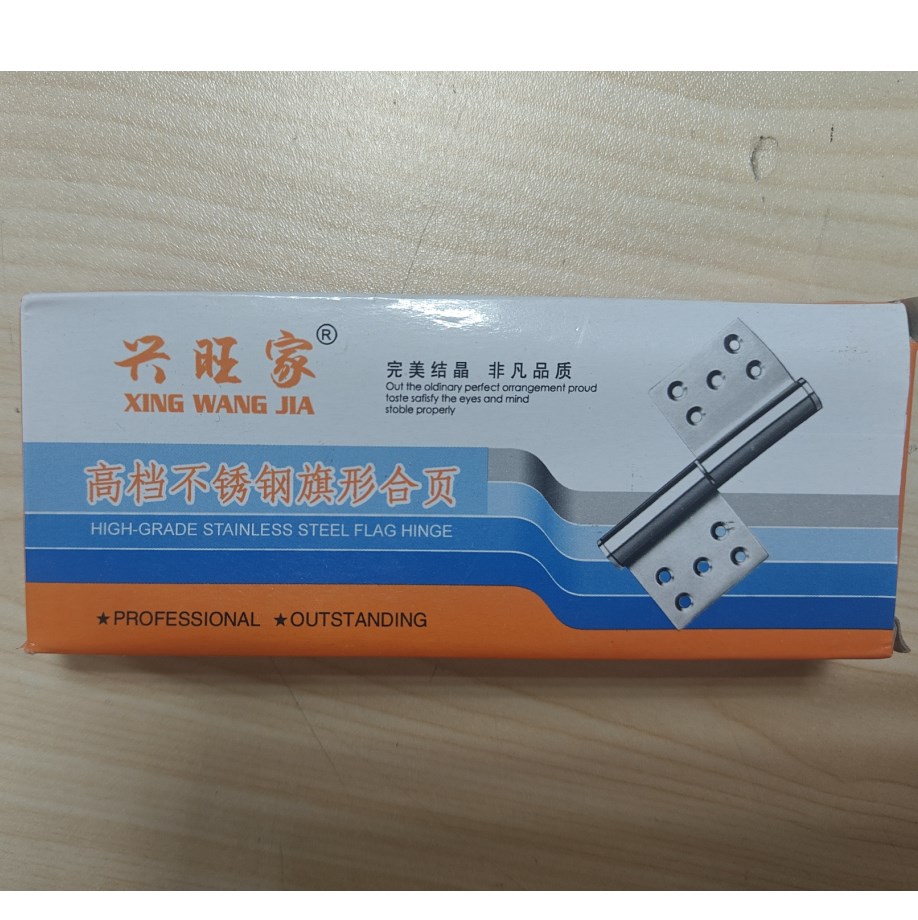 兴旺家®
XING WANG JIA
完美结晶 非凡品质
Out the oldinary perfect orrangement proud
toste safisfy the eyes and mind
stoble properly
高档不锈钢旗形合页
HIGH-GRADE STAINLESS STEEL FLAG HINGE
★PROFESSIONAL ★OUTSTANDING